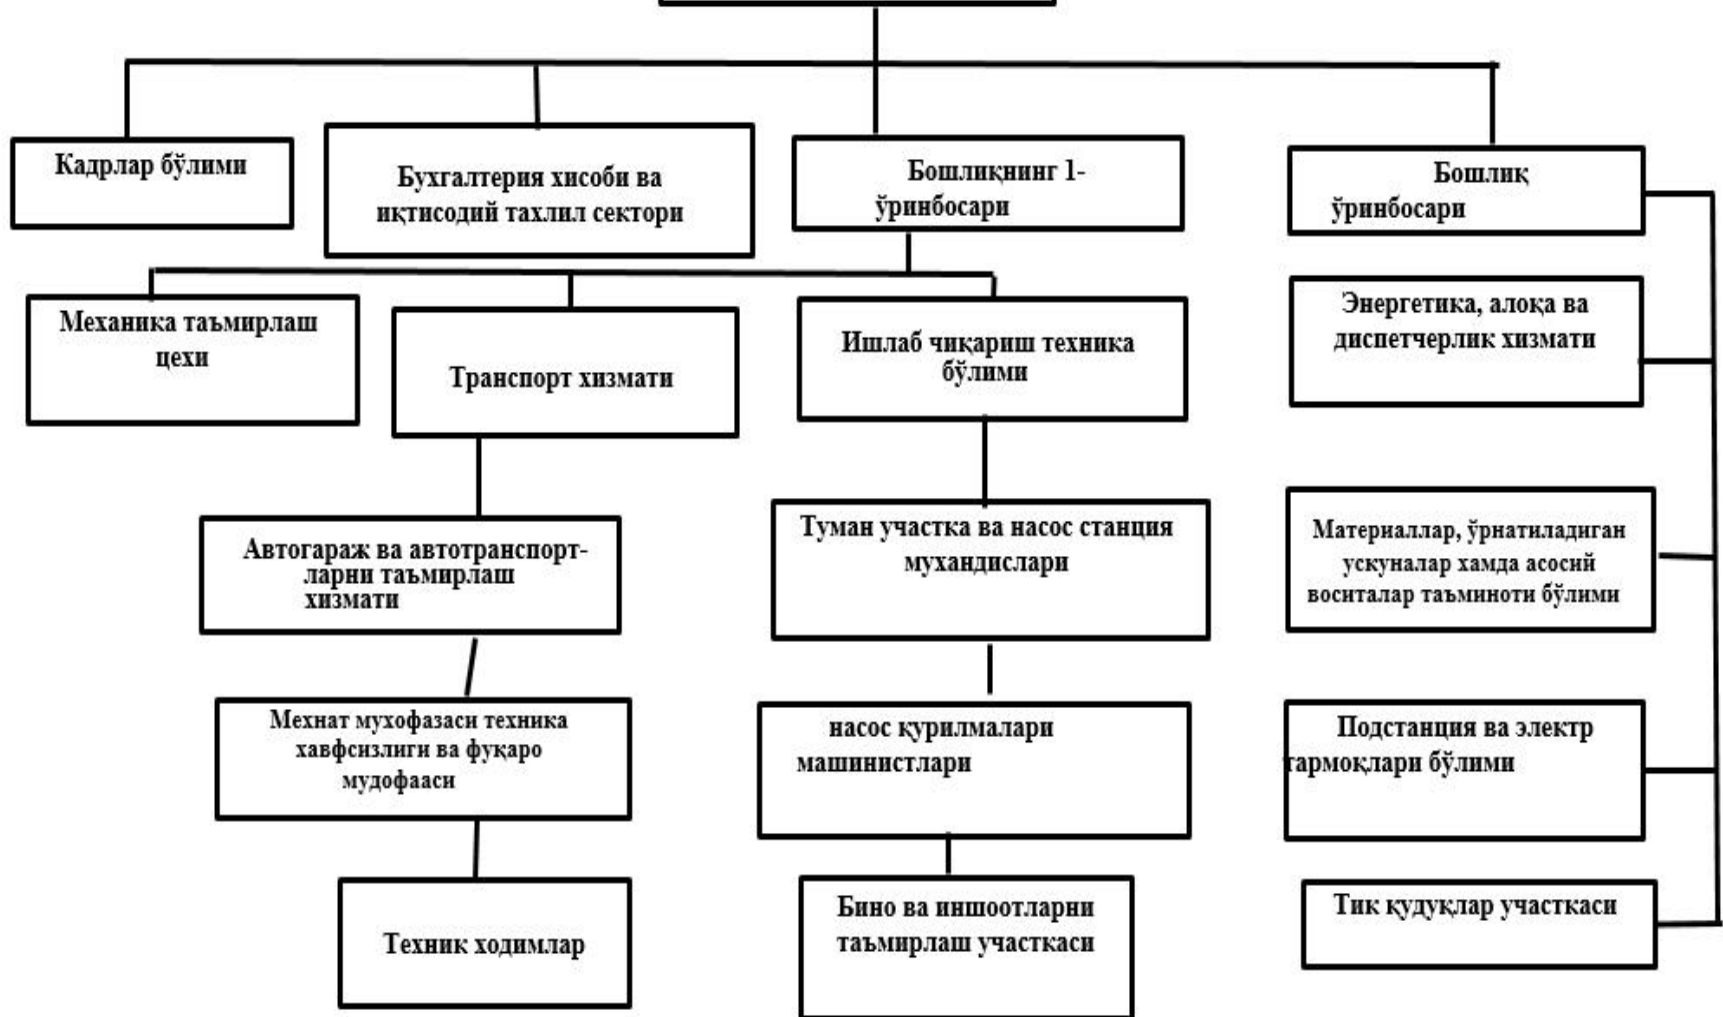 Кадрлар бўлими
Бухгалтерия хисоби ва
иқтисодий тахлил сектори
Бошлиқнинг 1-
ўринбосари
Бошлиқ
ўринбосари
Механика таъмирлаш
цехи
Транспорт хизмати
Ишлаб чиқариш техника
бўлими
Энергетика, алоқа ва
диспетчерлик хизмати
Автогараж ва автотранспорт-
ларни таъмирлаш
хизмати
Туман участка ва насос станция
мухандислари
Материаллар, ўрнатиладиган
ускуналар хамда асосий
воситалар таъминоти бўлими
Мехнат мухофазаси техника
хавфсизлиги ва фуқаро
мудофааси
насос қурилмалари
машинистлари
Подстанция ва электр
тармоқлари бўлими
Техник ходимлар
Бино ва иншоотларни
таъмирлаш участкаси
Тик қудуқлар участкаси